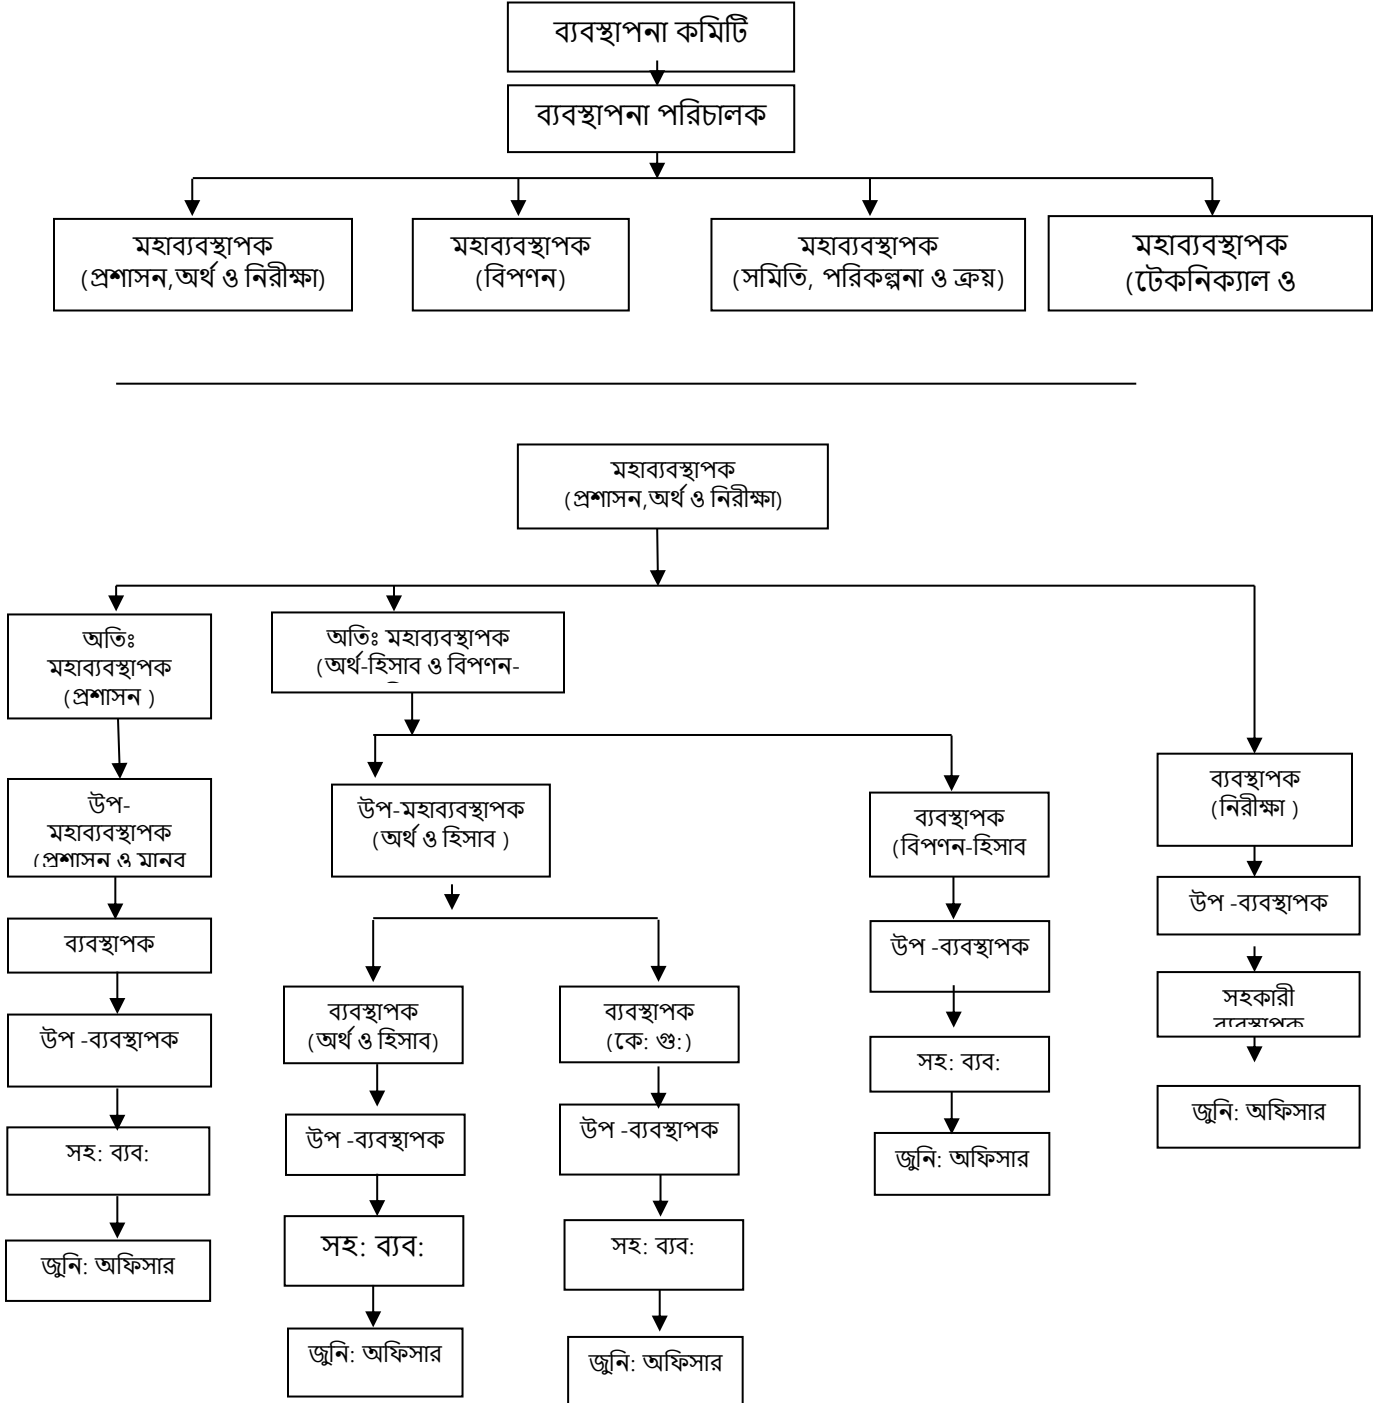 ব্যবস্থাপনা কমিটি
ব্যবস্থাপনা পরিচালক
মহাব্যবস্থাপক
(প্রশাসন,অর্থ ও নিরীক্ষা)
মহাব্যবস্থাপক
(বিপণন)
মহাব্যবস্থাপক
(সমিতি, পরিকল্পনা ও ক্রয়)
মহাব্যবস্থাপক
(টেকনিক্যাল ও
মহাব্যবস্থাপক
(প্রশাসন,অর্থ ও নিরীক্ষা)
অতিঃ
মহাব্যবস্থাপক
(প্রশাসন )
অতিঃ মহাব্যবস্থাপক
(অর্থ-হিসাব ও বিপণন-
উপ-
মহাব্যবস্থাপক
(প্রশাসন ও মানব
উপ-মহাব্যবস্থাপক
(অর্থ ও হিসাব )
ব্যবস্থাপক
(বিপণন-হিসাব
ব্যবস্থাপক
(নিরীক্ষা )
উপ -ব্যবস্থাপক
ব্যবস্থাপক
উপ -ব্যবস্থাপক
সহকারী
ব্যবস্থাপক
ব্যবস্থাপক
(অর্থ ও হিসাব)
ব্যবস্থাপক
(কে: গু:)
উপ -ব্যবস্থাপক
সহ: ব্যব:
জুনি: অফিসার
উপ -ব্যবস্থাপক
উপ -ব্যবস্থাপক
সহ: ব্যব:
জুনি: অফিসার
সহ: ব্যব:
সহ: ব্যব:
জুনি: অফিসার
জুনি: অফিসার
জুনি: অফিসার